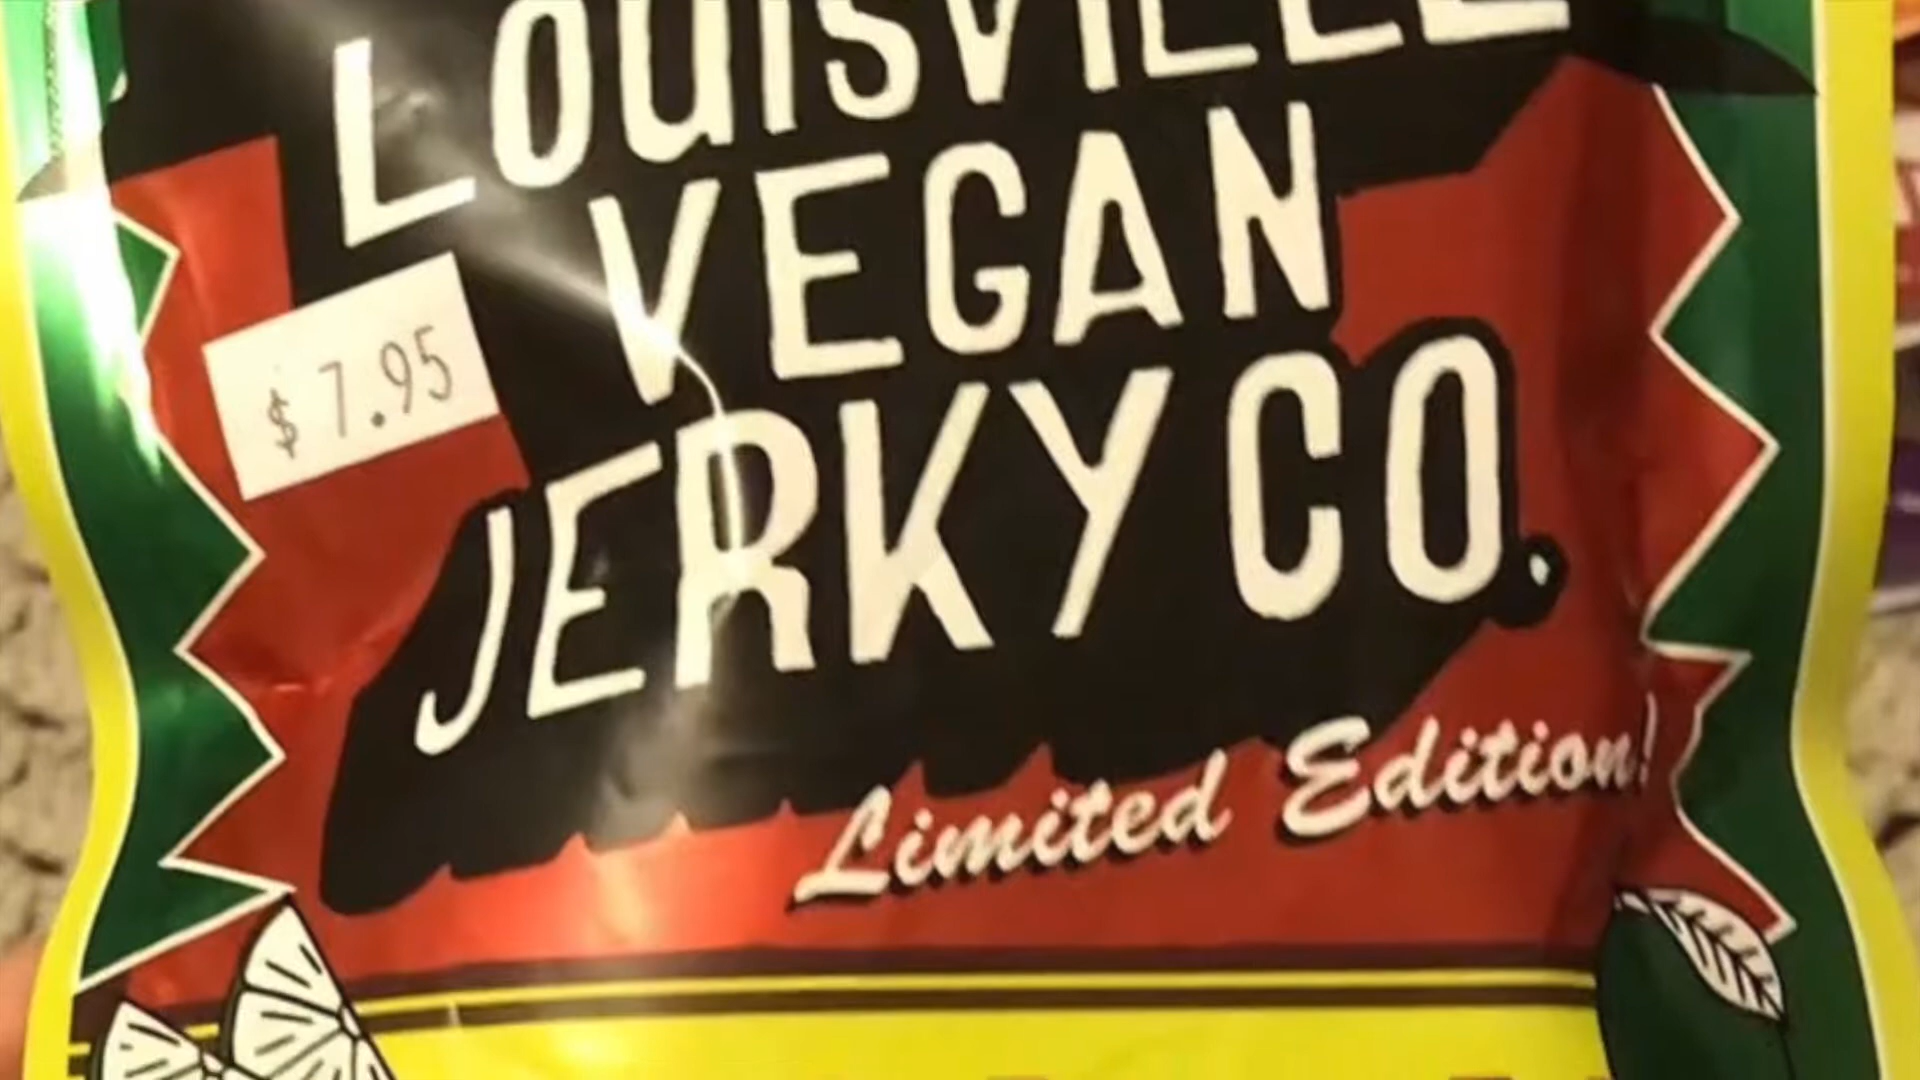 LOUISVILLE
VEGAN
$7.95
JERKY CO.
Limited Edition!